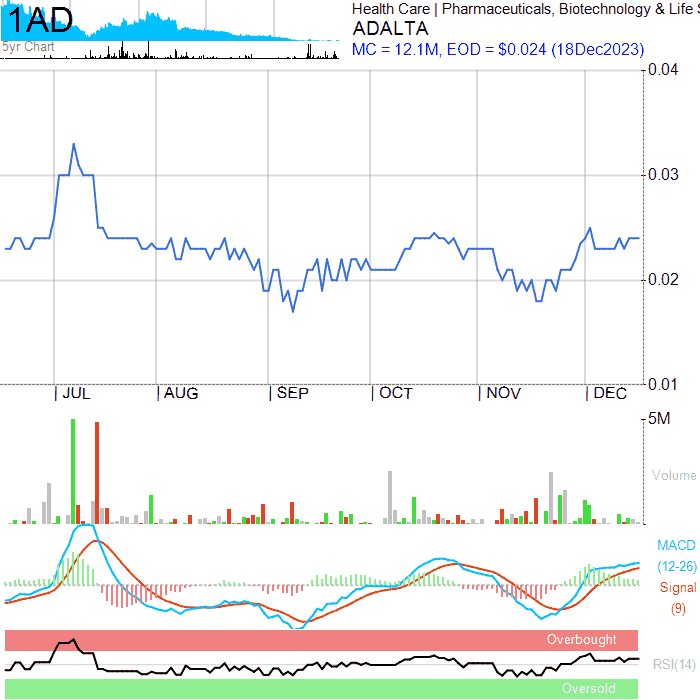 1AD
5yr Chart
Health Care | Pharmaceuticals, Biotechnology & Life S
ADALTA
MC = 12.1M, EOD = $0.024 (18Dec2023)
0.04
0.03
0.02
0.01
JUL AUG SEP OCT NOV DEC
5M
Volume
MACD
(12-26)
Signal
(9)
Overbought
RSI(14)
Oversold